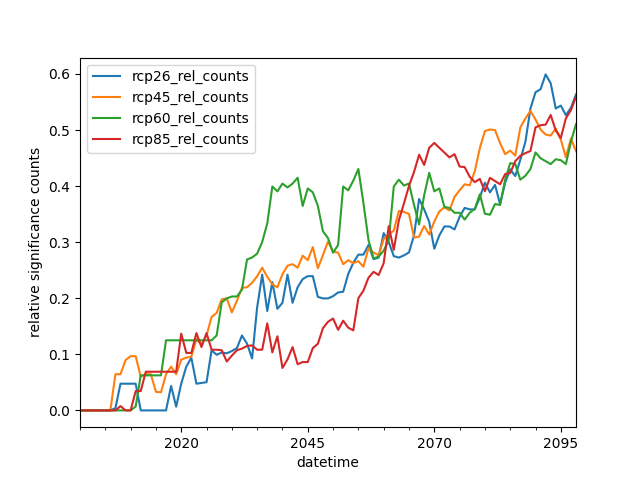 rcp26_rel_counts
rcp45_rel_counts
rcp60_rel_counts
rcp85_rel_counts
0.6
0.5
0.4
0.3
0.2
0.1
0.0
relative significance counts
2020
2045
2070
2095
datetime